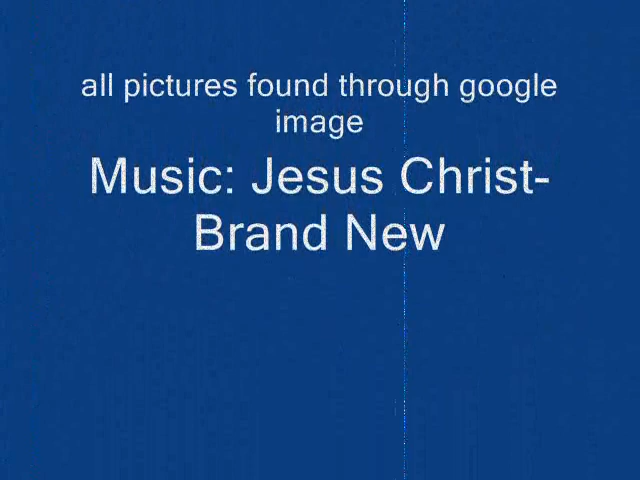 all pictures found through google
image
Music: Jesus Christ-
Brand New